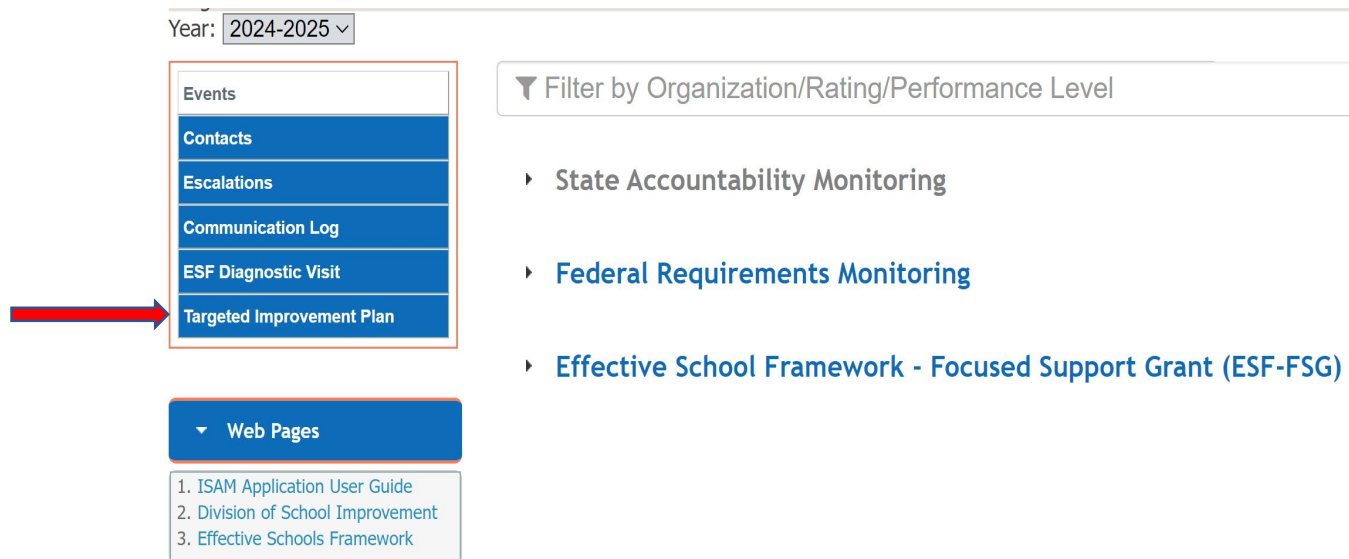 Year: 2024-2025
Events
Contacts
Escalations
Communication Log
ESF Diagnostic Visit
Targeted Improvement Plan
Web Pages
1. ISAM Application User Guide
2. Division of School Improvement
3. Effective Schools Framework
Filter by Organization/Rating/Performance Level
State Accountability Monitoring
Federal Requirements Monitoring
Effective School Framework - Focused Support Grant (ESF-FSG)